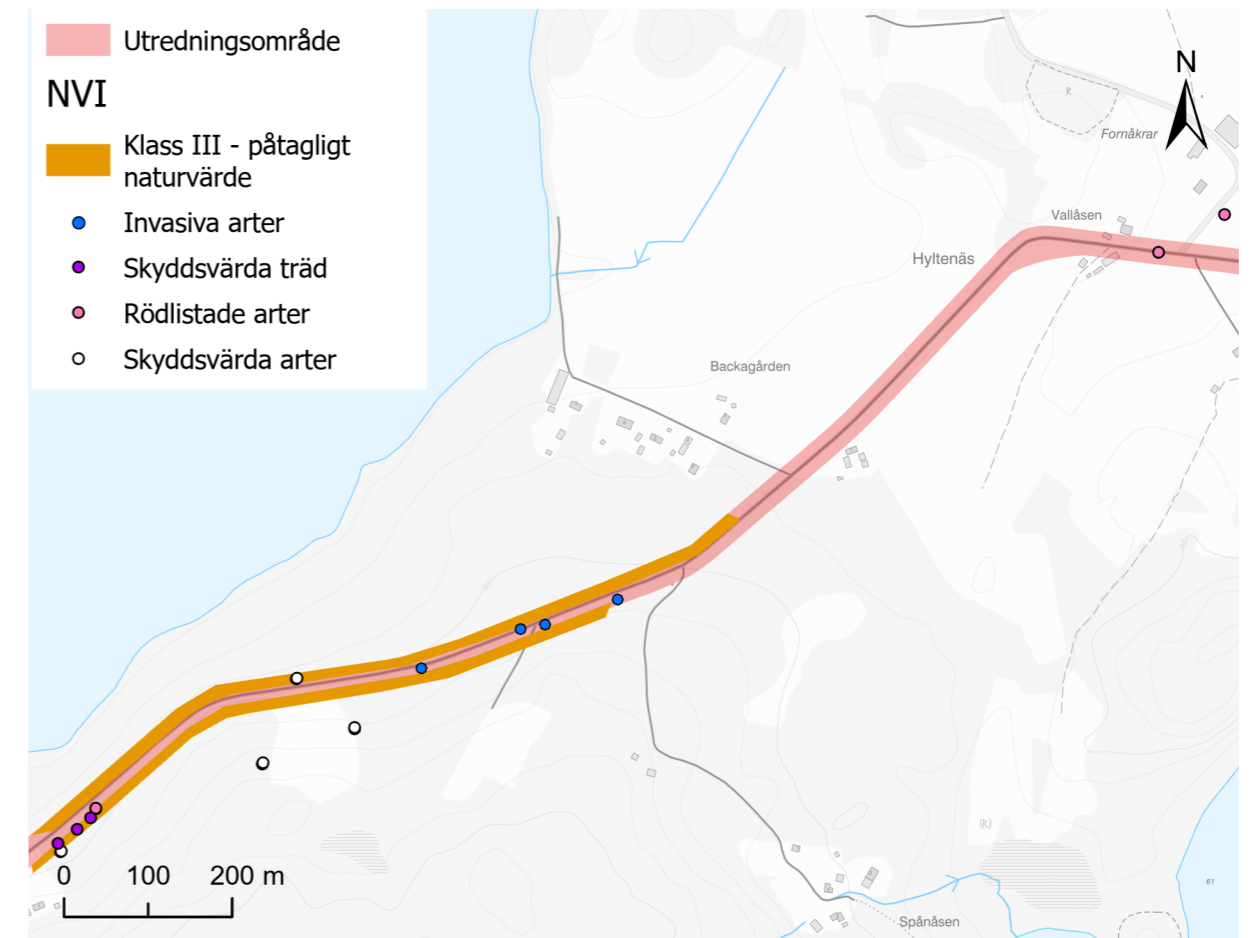 Utredningsområde
NVI
Klass III - påtagligt
naturvärde
Invasiva arter
Skyddsvärda träd
Rödlistade arter
Skyddsvärda arter
N
R
Fornåkrar
Vallåsen
Hyltenäs
Backagården
(R)
0 100 200 m
61
Spånåsen